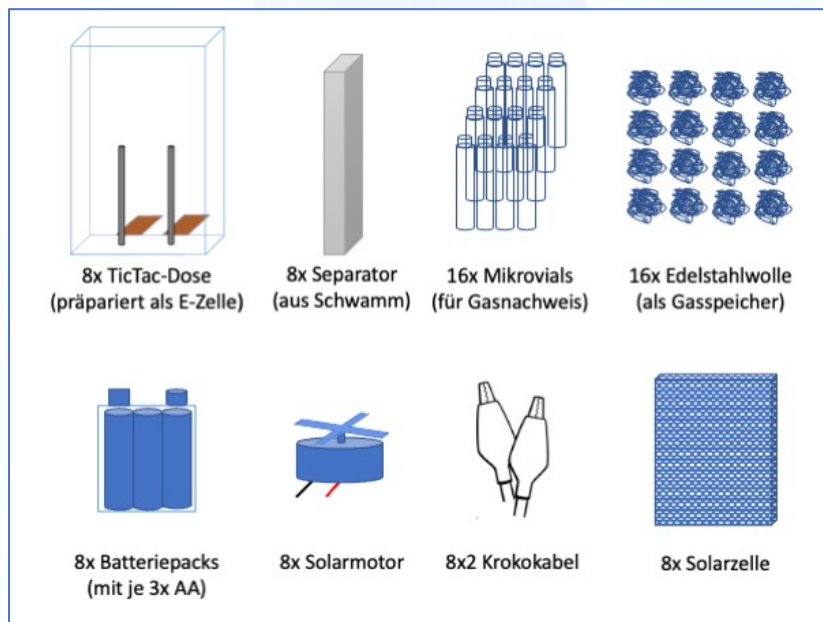 8x TicTac-Dose
(präpariert als E-Zelle)
8x Separator
(aus Schwamm)
16x Mikrovials
(für Gasnachweis)
16x Edelstahlwolle
(als Gasspeicher)
8x Batteriepacks
(mit je 3x AA)
8x Solarmotor
8x2 Krokokabel
8x Solarzelle